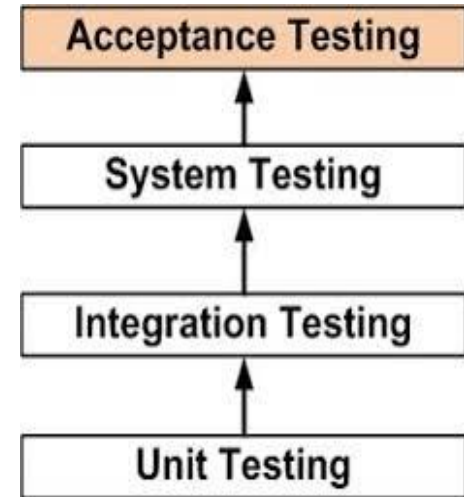 Acceptance Testing
System Testing
Integration Testing
Unit Testing